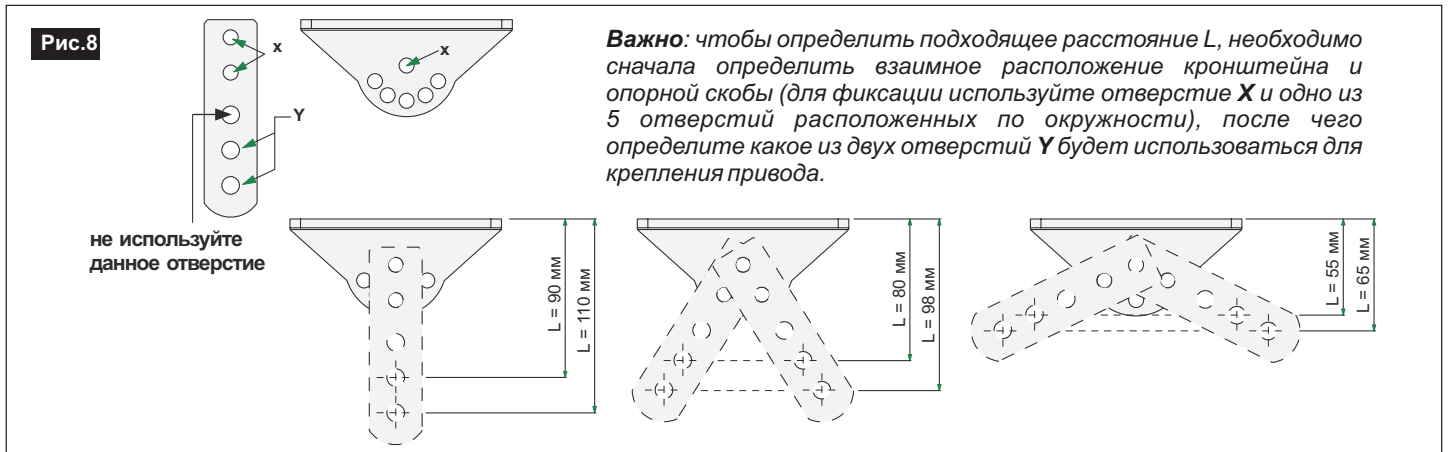 Рис.8
x
x
Y
не используйте
данное отверстие
Важно: чтобы определить подходящее расстояние L, необходимо
сначала определить взаимное расположение кронштейна и
опорной скобы (для фиксации используйте отверстие X и одно из
5 отверстий расположенных по окружности), после чего
определите какое из двух отверстий Y будет использоваться для
крепления привода.
L = 90 мм
L = 110 мм
L = 80 мм
L = 98 мм
L = 55 мм
L = 65 мм